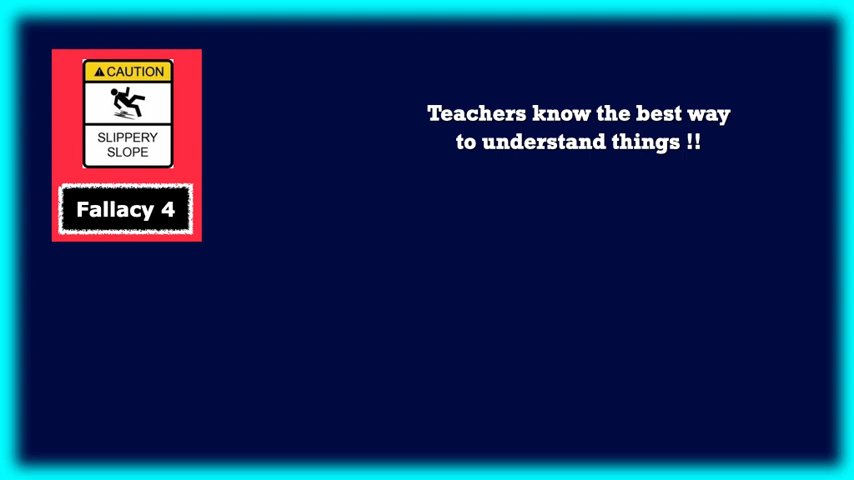 CAUTION
SLIPPERY
SLOPE
Fallacy 4
Teachers know the best way
to understand things !!